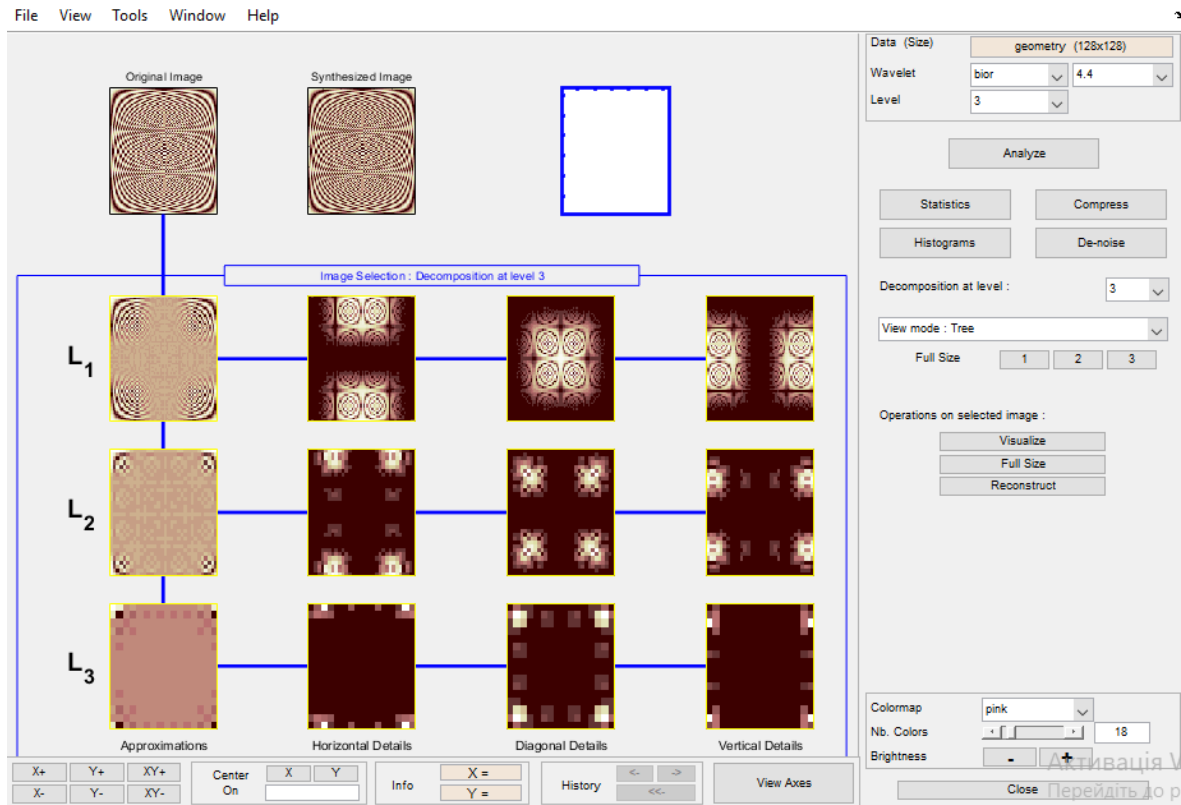 File View Tools Window Help
Data (Size) geometry (128x128)
Wavelet bior 4.4
Level 3
Analyze
Statistics Compress
Histograms De-noise
Decomposition at level : 3
View mode : Tree
Full Size 1 2 3
Operations on selected image :
Visualize
Full Size
Reconstruct
Original Image Synthesized Image
Image Selection : Decomposition at level 3
L1
L2
L3
Approximations Horizontal Details Diagonal Details Vertical Details
Colormap pink
Nb. Colors 18
Brightness - +
Активація
Close Перейдіть до
X+ Y+ XY+
X- Y- XY-
Center On X Y
Info X = Y =
History <- -> <<-
View Axes